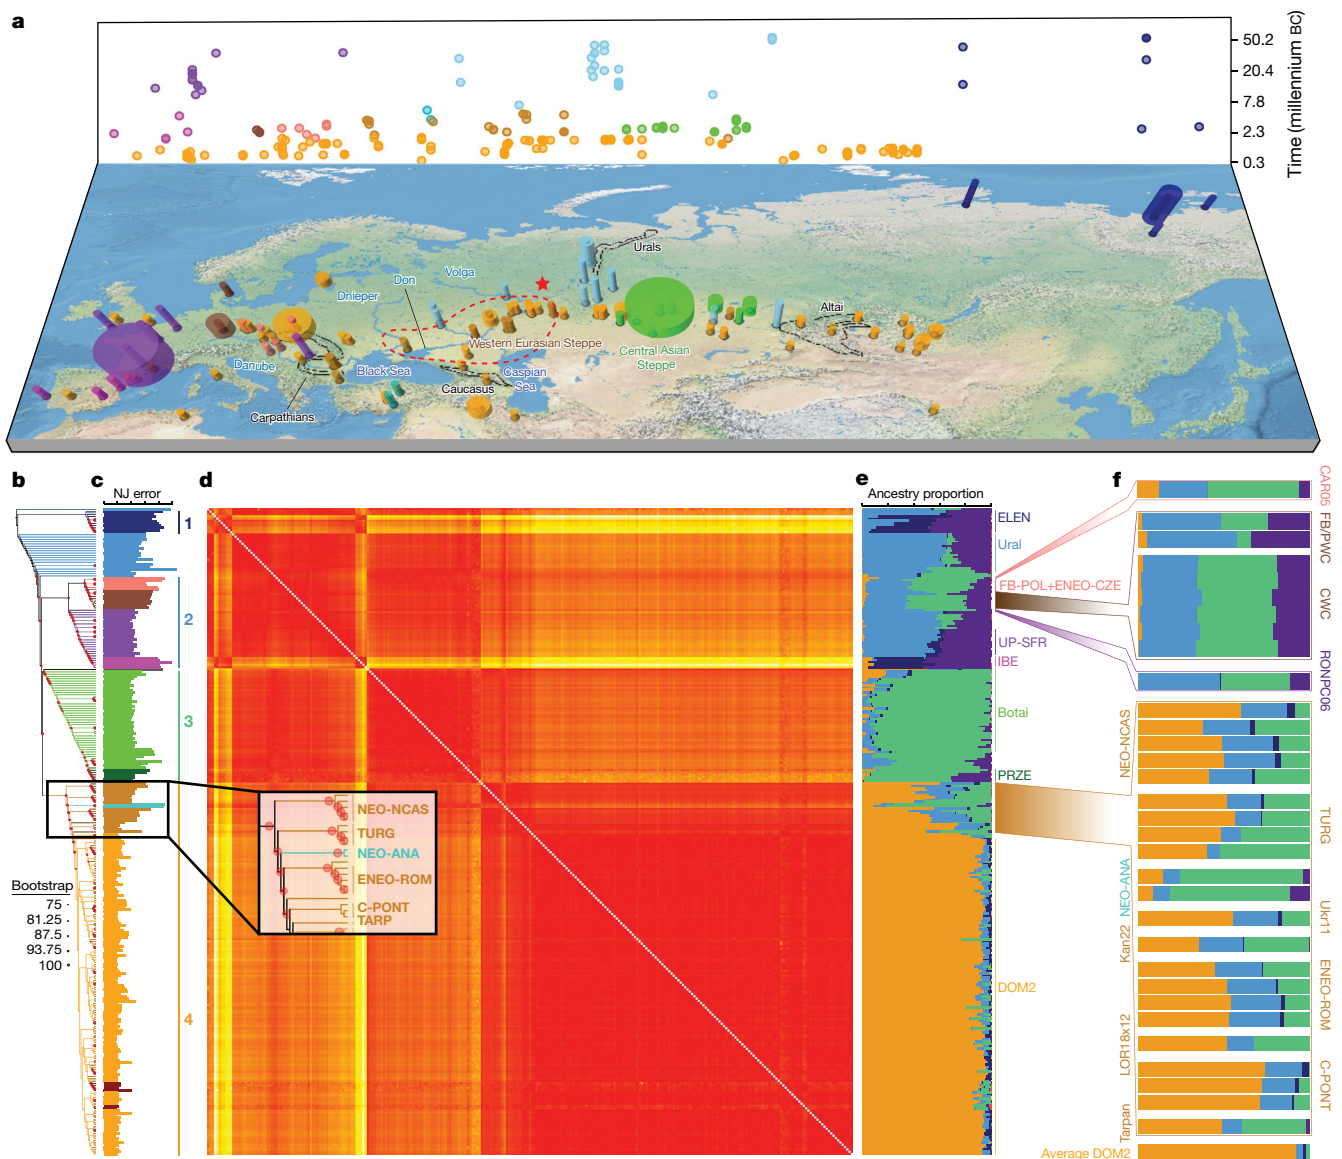 a
50.2
20.4
7.8
2.3
0.3
Time (millennium BC)
Urals
Volga
Don
Dnieper
Altai
Western Eurasian Steppe
Central Asian
Steppe
Danube
Black Sea
Caspian
Sea
Caucasus
Carpathians
b
c
d
e
f
NJ error
Ancestry proportion
1
2
3
4
Bootstrap
75
81.25
87.5
93.75
100
NEO-NCAS
TURG
NEO-ANA
ENEO-ROM
C-PONT
TARP
ELEN
Ural
FB-POL+ENEO-CZE
UP-SFR
IBE
Botai
PRZE
DOM2
CAR05
FB/PWC
CWC
RONPC06
NEO-NCAS
TURG
NEO-ANA
Ukr11
Kan22
ENEO-ROM
LOR18x12
C-PONT
Tarpan
Average DOM2